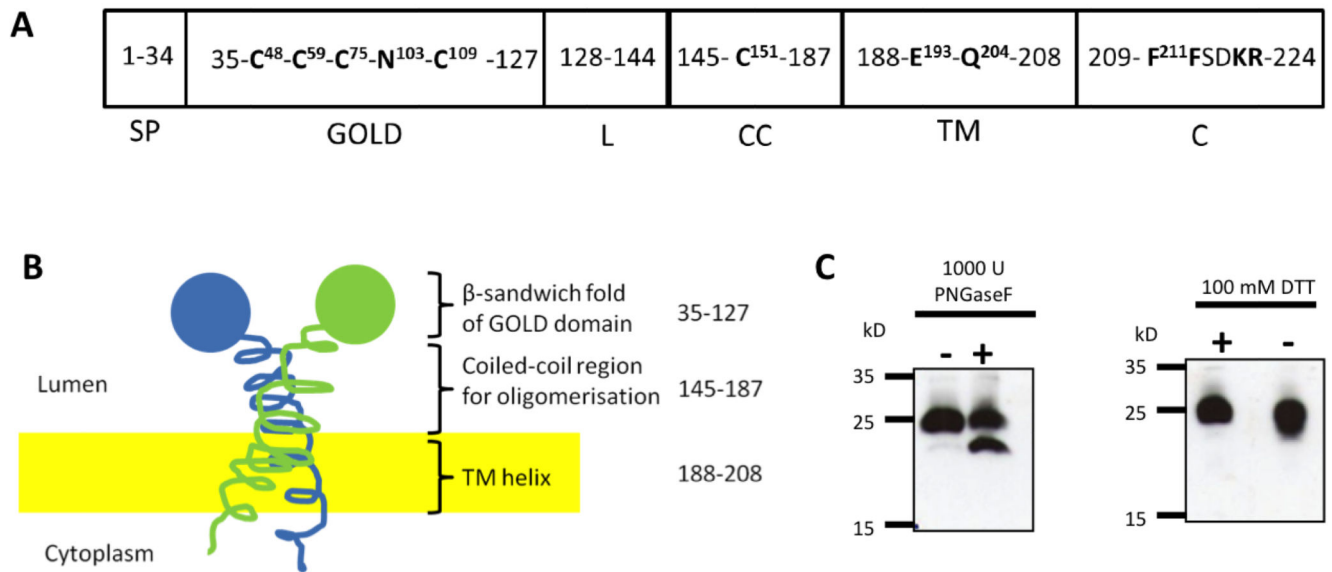 A
1-34
35-C48-C59-C75-N103-C109 -127
128-144
145- C151-187
188-E193-Q204-208
209- F211FSDKR-224
SP
GOLD
L
CC
TM
C
B
β-sandwich fold
of GOLD domain
35-127
Lumen
Coiled-coil region
for oligomerisation
145-187
TM helix
188-208
Cytoplasm
C
1000 U
PNGaseF
kD
- +
35
25
15
100 mM DTT
kD
+ -
35
25
15